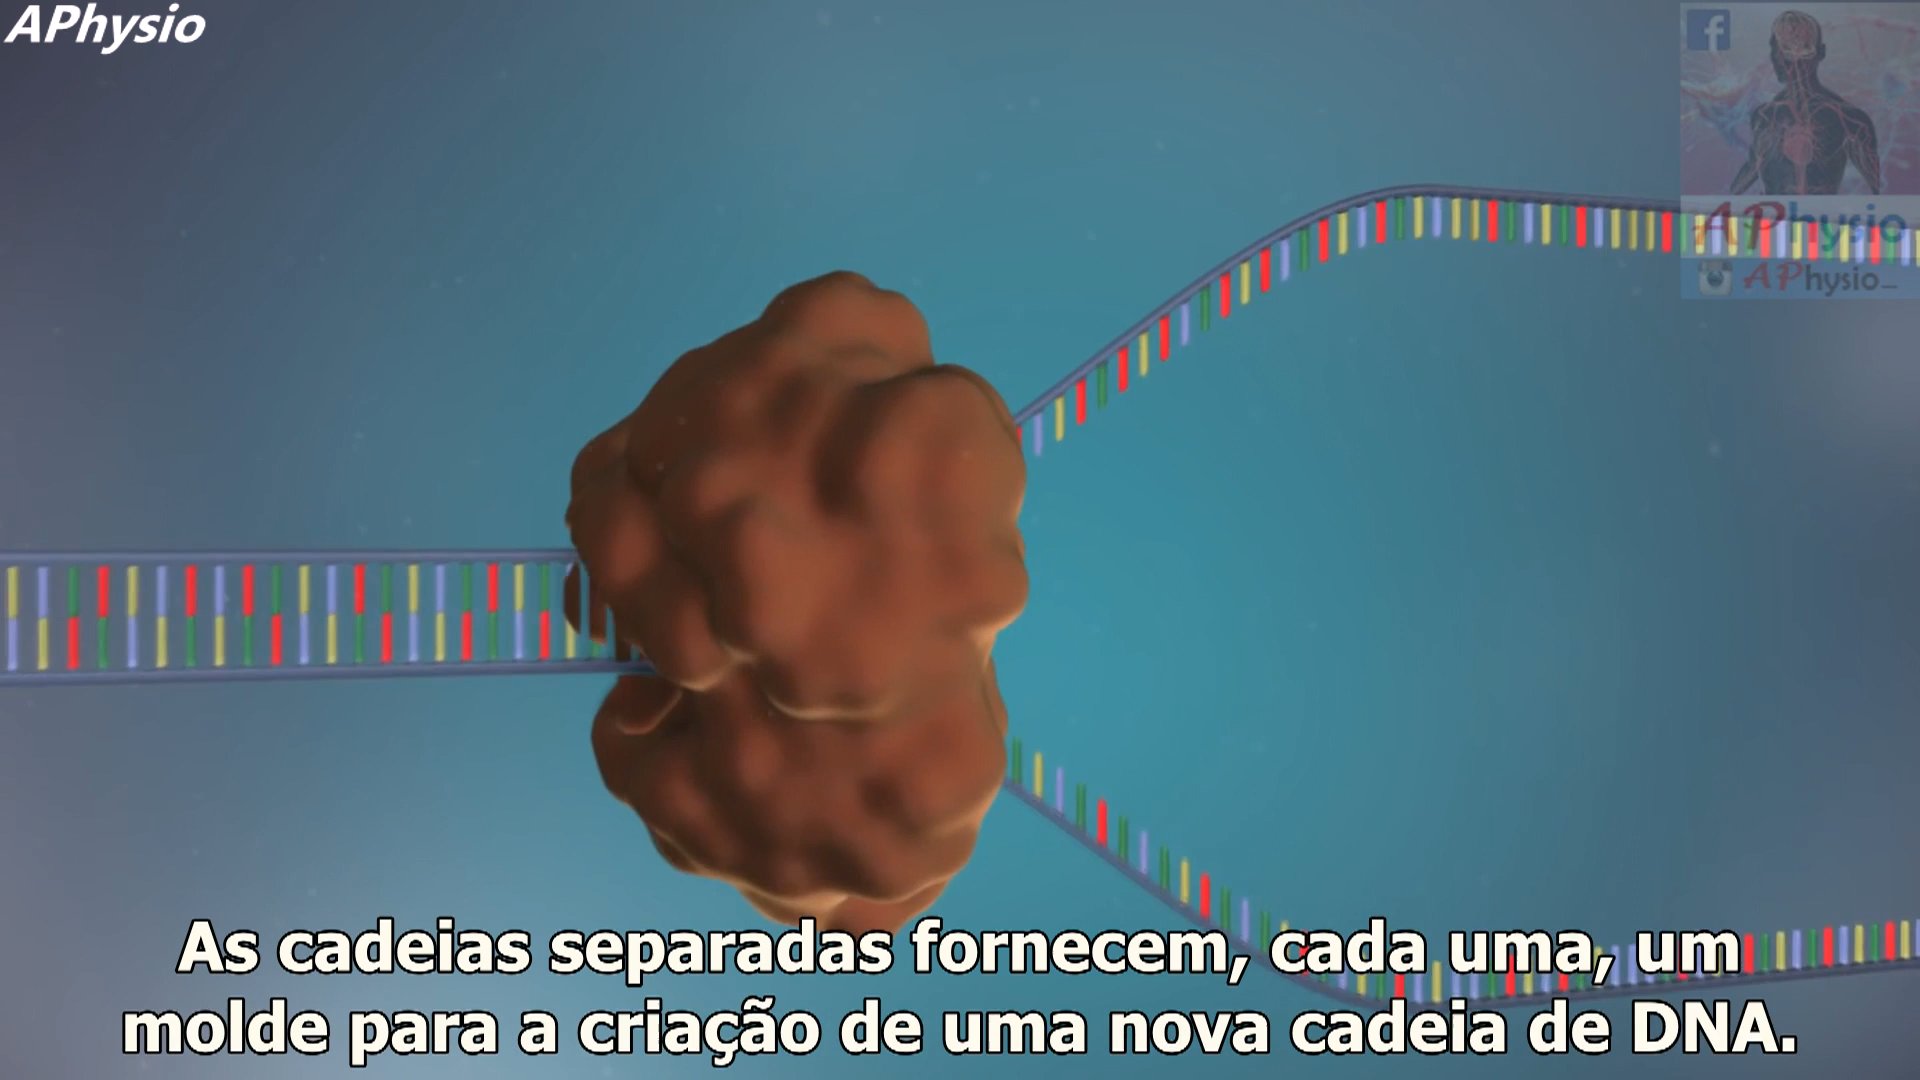 APhysio
APhysio
APhysio_
As cadeias separadas fornecem, cada uma, um
molde para a criação de uma nova cadeia de DNA.